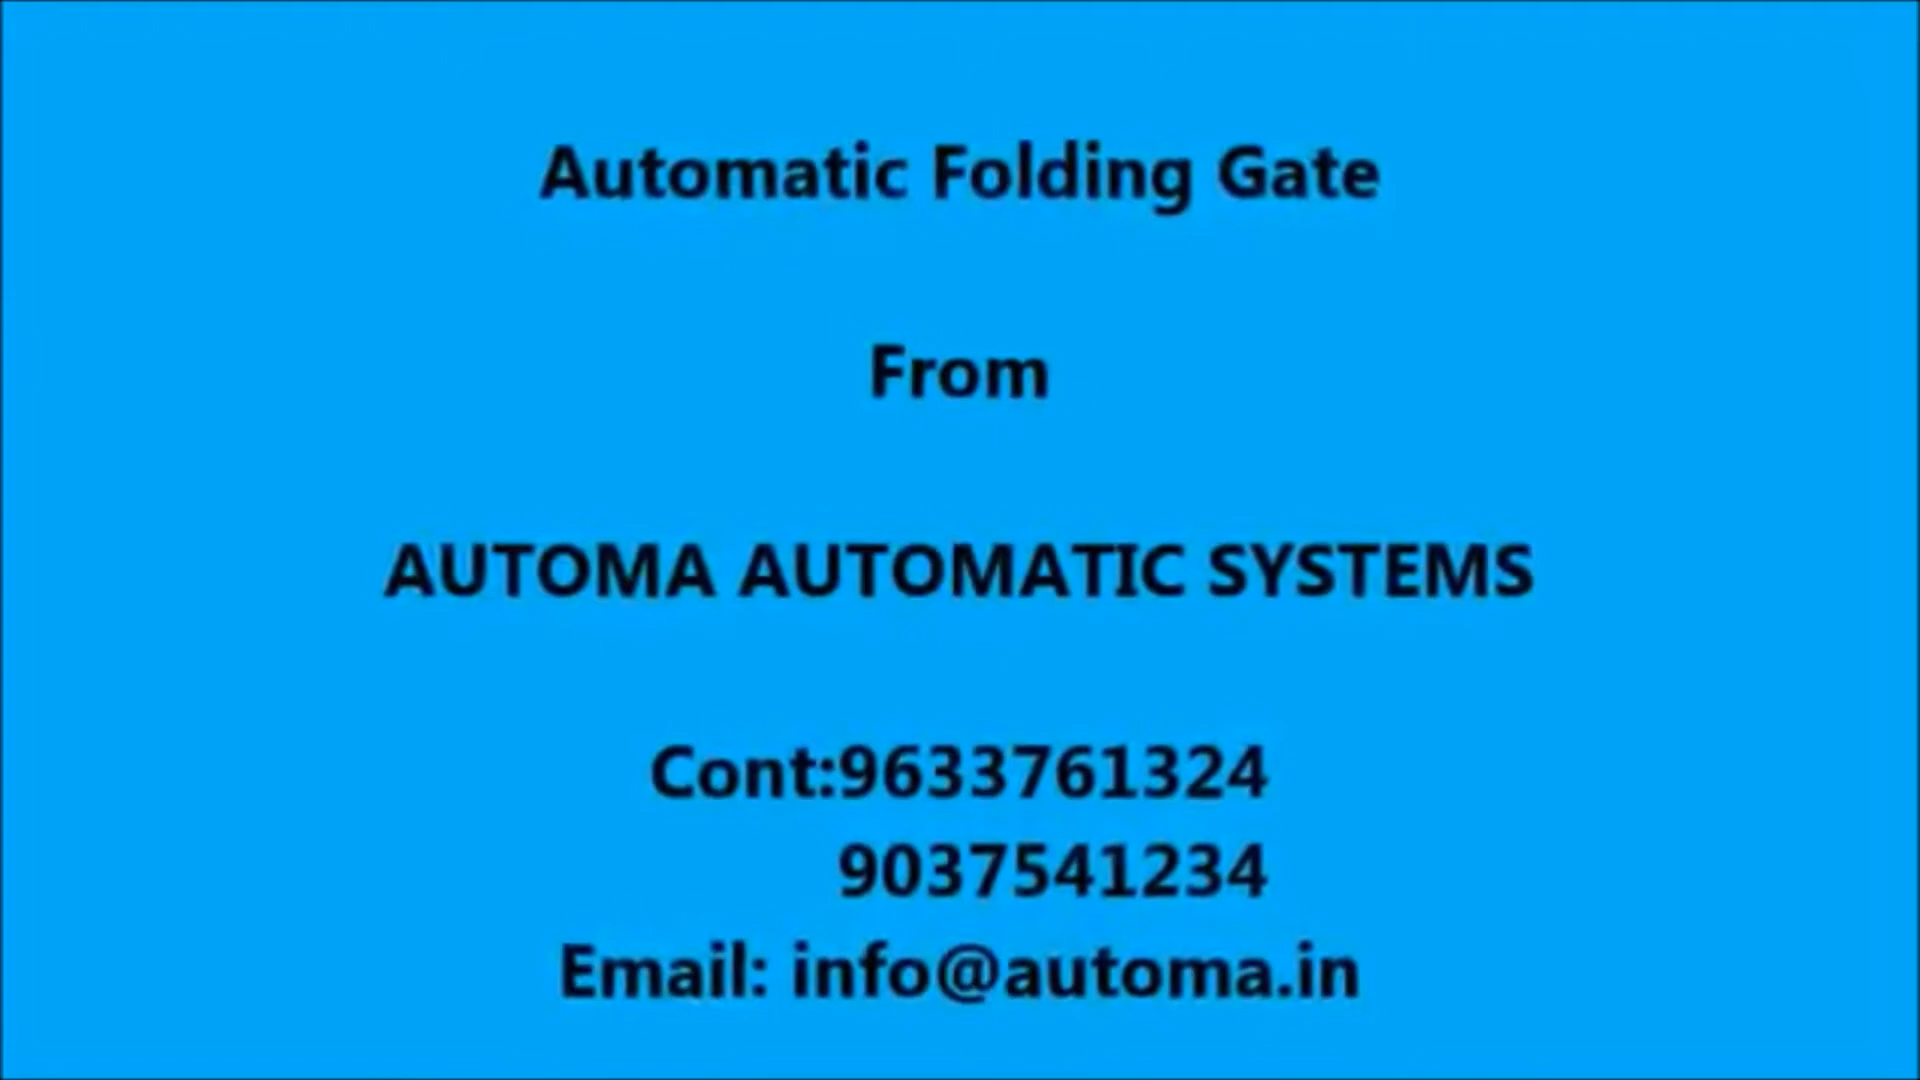 Automatic Folding Gate
From
AUTOMA AUTOMATIC SYSTEMS
Cont:9633761324
9037541234
Email: info@automa.in